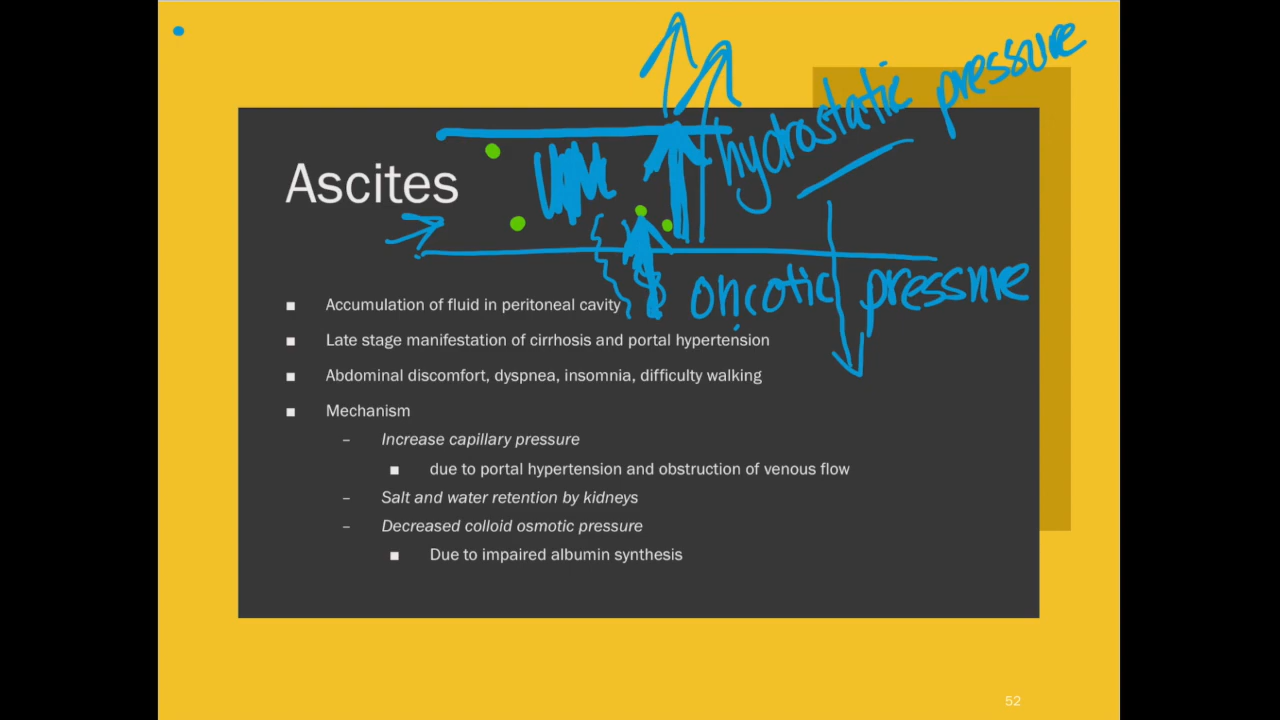 hydrostatic pressure
Ascites
oncotic pressure
▪ Accumulation of fluid in peritoneal cavity
▪ Late stage manifestation of cirrhosis and portal hypertension
▪ Abdominal discomfort, dyspnea, insomnia, difficulty walking
▪ Mechanism
– Increase capillary pressure
▪ due to portal hypertension and obstruction of venous flow
– Salt and water retention by kidneys
– Decreased colloid osmotic pressure
▪ Due to impaired albumin synthesis
52